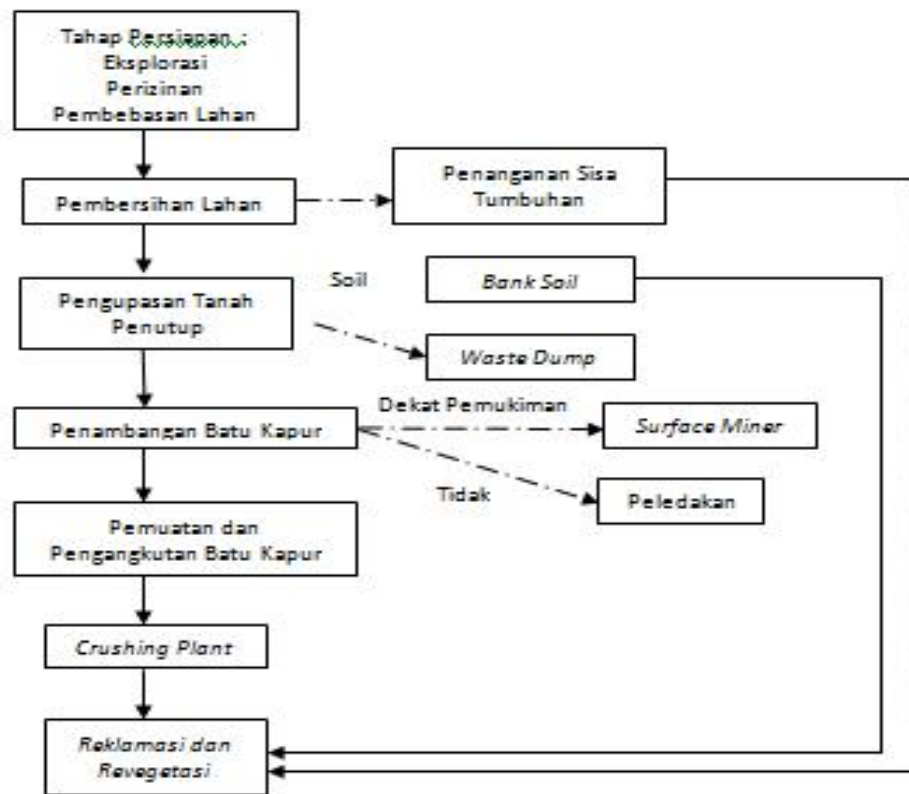 Tahap Persiapan :
Eksplorasi
Perizinan
Pembebasan Lahan
Pembersihan Lahan
Penanganan Sisa
Tumbuhan
Pengupasan Tanah
Penutup
Soil
Bank Soil
Waste Dump
Penambangan Batu Kapur
Dekat Pemukiman
Surface Miner
Tidak
Peledakan
Pemuatan dan
Pengangkutan Batu Kapur
Crushing Plant
Reklamasi dan
Revegetasi